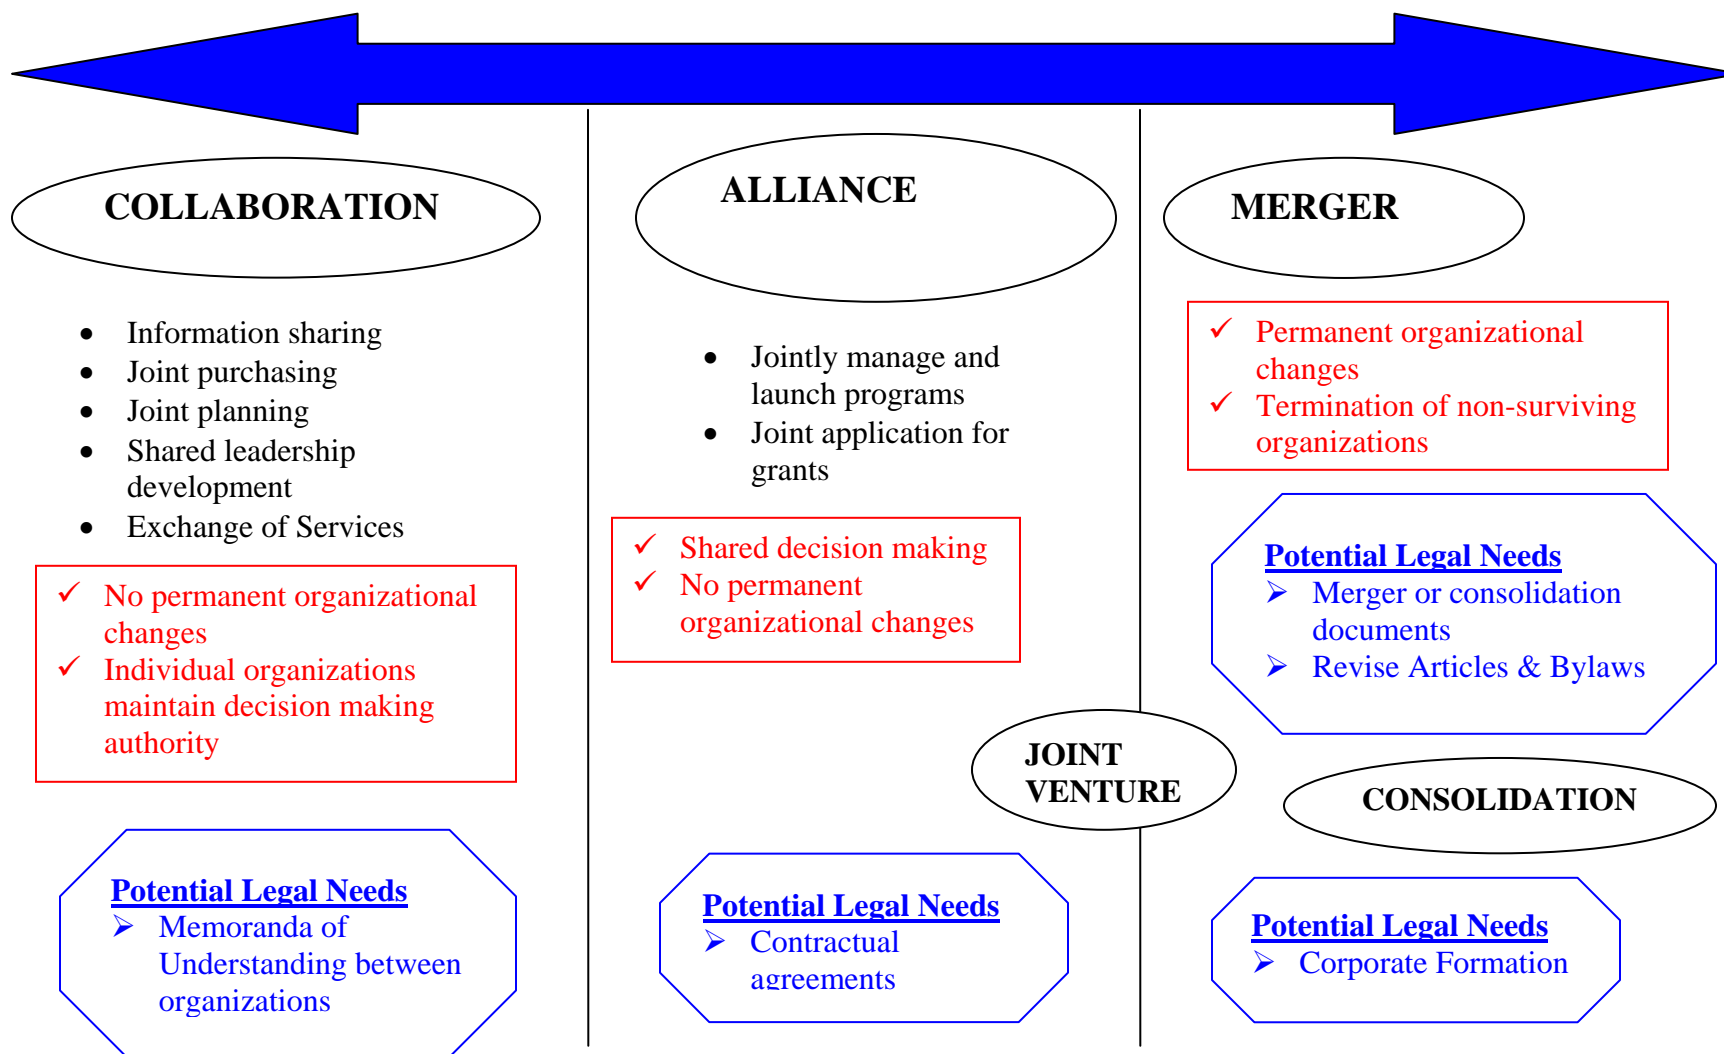 COLLABORATION
• Information sharing
• Joint purchasing
• Joint planning
• Shared leadership
development
• Exchange of Services
✓ No permanent organizational
changes
✓ Individual organizations
maintain decision making
authority
Potential Legal Needs
➢ Memoranda of
Understanding between
organizations
ALLIANCE
• Jointly manage and
launch programs
• Joint application for
grants
✓ Shared decision making
✓ No permanent
organizational changes
JOINT
VENTURE
Potential Legal Needs
➢ Contractual
agreements
MERGER
✓ Permanent organizational
changes
✓ Termination of non-surviving
organizations
Potential Legal Needs
➢ Merger or consolidation
documents
➢ Revise Articles & Bylaws
CONSOLIDATION
Potential Legal Needs
➢ Corporate Formation